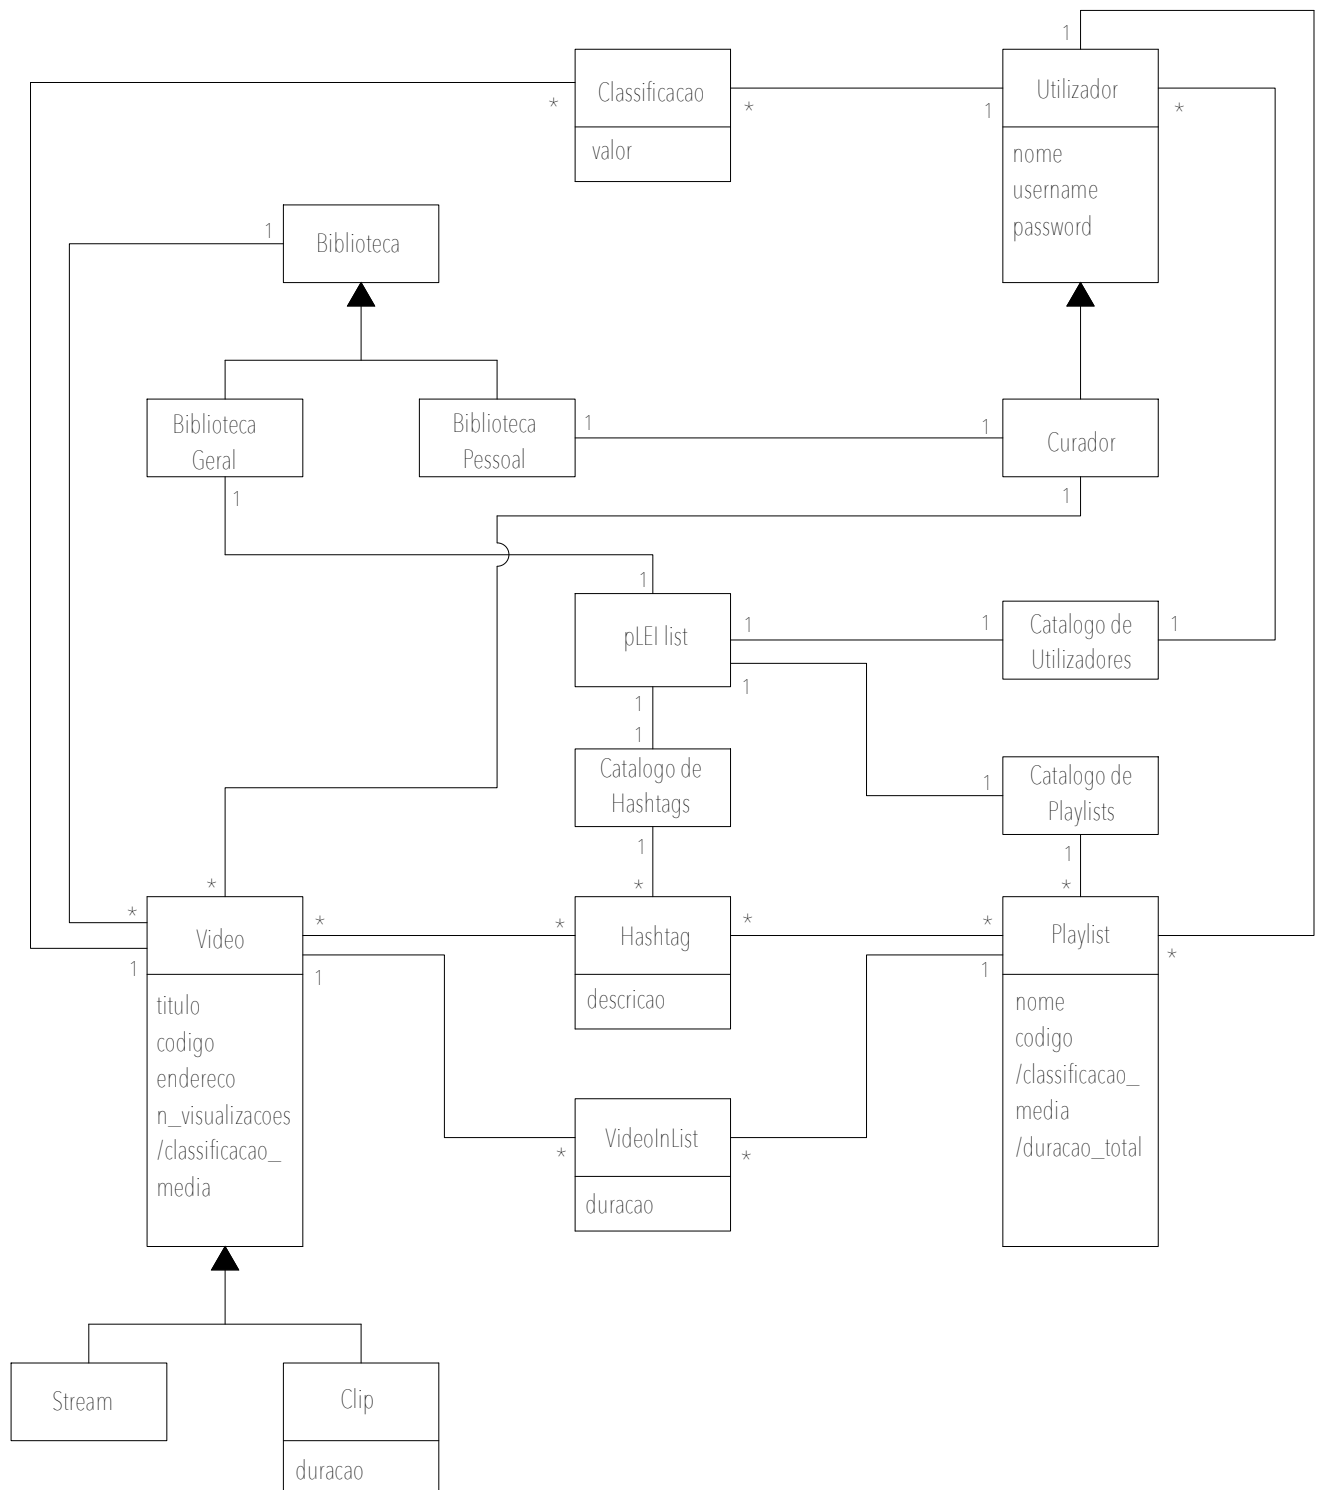 1
Classificacao
*
*
valor
Utilizador
1
*
nome
username
password
1
Biblioteca
Biblioteca
Geral
1
Biblioteca
Pessoal
1
1
Curador
1
1
pLEI list
1
1
1
1
Catalogo de
Utilizadores
1
1
Catalogo de
Hashtags
1
1
Catalogo de
Playlists
1
*
*
*
*
Video
1
*
1
titulo
codigo
endereco
n_visualizacoes
/classificacao_
media
*
*
Hashtag
*
descricao
*
*
Playlist
1
*
nome
codigo
/classificacao_
media
/duracao_total
VideoInList
*
*
duracao
Stream
Clip
duracao